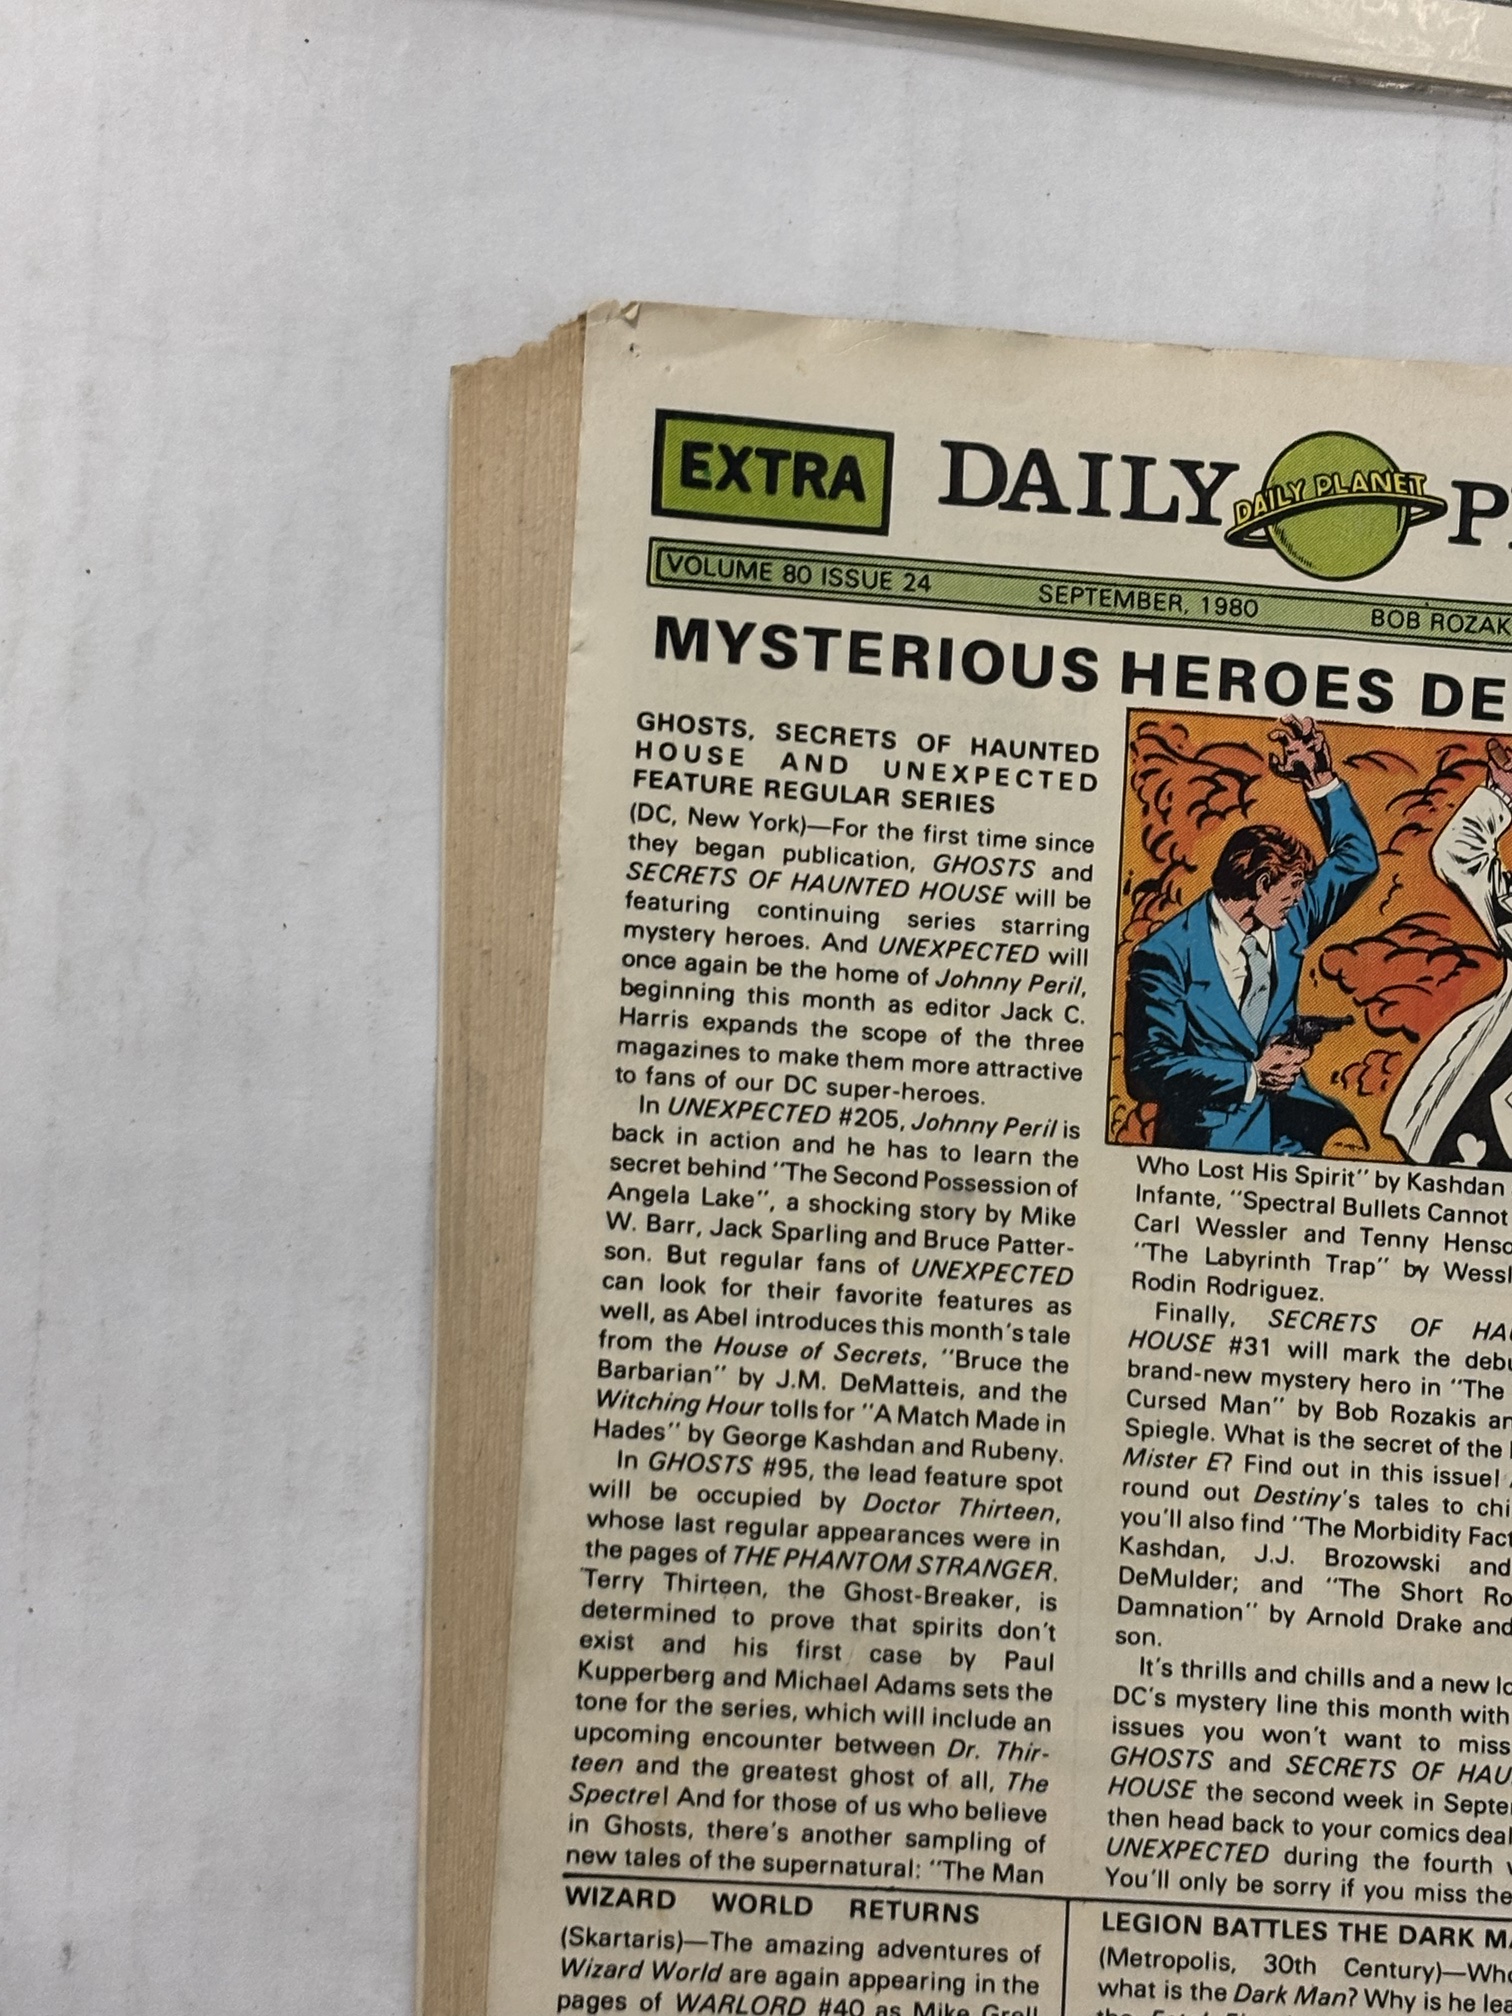 EXTRA
DAILY
DAILY PLANET
VOLUME 80 ISSUE 24
SEPTEMBER, 1980
BOB
MYSTERIOUS HEROES
GHOSTS, SECRETS OF HAUNTED
HOUSE AND UNEXPECTED
FEATURE REGULAR SERIES
(DC, New York)—For the first time since
they began publication, GHOSTS and
SECRETS OF HAUNTED HOUSE will be
featuring continuing series starring
mystery heroes. And UNEXPECTED will
once again be the home of Johnny Peril,
beginning this month as editor Jack C.
Harris expands the scope of the three
magazines to make them more attractive
to fans of our DC super-heroes.
In UNEXPECTED #205, Johnny Peril is
back in action and he has to learn the
secret behind "The Second Possession of
Angela Lake", a shocking story by Mike
W. Barr, Jack Sparling and Bruce Patter-
son. But regular fans of UNEXPECTED
can look for their favorite features as
well, as Abel introduces this month's tale
from the House of Secrets, "Bruce the
Barbarian" by J.M. DeMatteis, and the
Witching Hour tolls for "A Match Made in
Hades" by George Kashdan and Rubeny.
In GHOSTS #95, the lead feature spot
will be occupied by Doctor Thirteen,
whose last regular appearances were in
the pages of THE PHANTOM STRANGER.
Terry Thirteen, the Ghost-Breaker, is
determined to prove that spirits don't
exist and his first case by Paul
Kupperberg and Michael Adams sets the
tone for the series, which will include an
upcoming encounter between Dr. Thir-
teen and the greatest ghost of all, The
Spectre! And for those of us who believe
in Ghosts, there's another sampling of
new tales of the supernatural: "The Man
Who Lost His Spirit" by Kashdan
Infante, "Spectral Bullets Cannot
Carl Wessler and Tenny
"The Labyrinth Trap" by
Rodin Rodriguez.
Finally, SECRETS OF
HOUSE #31 will mark the
brand-new mystery hero in "The
Cursed Man" by Bob Rozakis
Spiegle. What is the secret of the
Mister E? Find out in this issue!
round out Destiny's tales to
you'll also find "The Morbidity
Kashdan, J.J. Brozowski and
DeMulder; and "The Short
Damnation" by Arnold Drake and
son.
It's thrills and chills and a new
DC's mystery line this month with
issues you won't want to miss
GHOSTS and SECRETS OF
HOUSE the second week in
then head back to your comics
UNEXPECTED during the fourth
You'll only be sorry if you miss
WIZARD WORLD RETURNS
(Skartaris)—The amazing adventures of
Wizard World are again appearing in the
pages of WARLORD #40 as Mike Grell
LEGION BATTLES THE DARK
(Metropolis, 30th Century)—
what is the Dark Man? Why is he